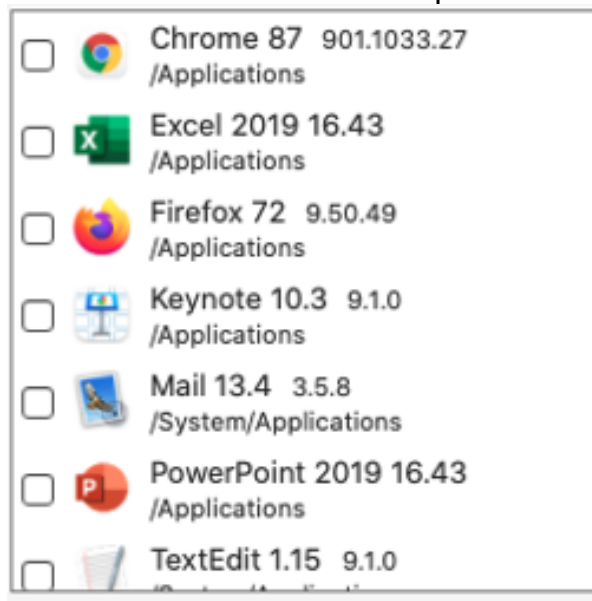 Chrome 87 901.1033.27
/Applications
Excel 2019 16.43
/Applications
Firefox 72 9.50.49
/Applications
Keynote 10.3 9.1.0
/Applications
Mail 13.4 3.5.8
/System/Applications
PowerPoint 2019 16.43
/Applications
TextEdit 1.15 9.1.0